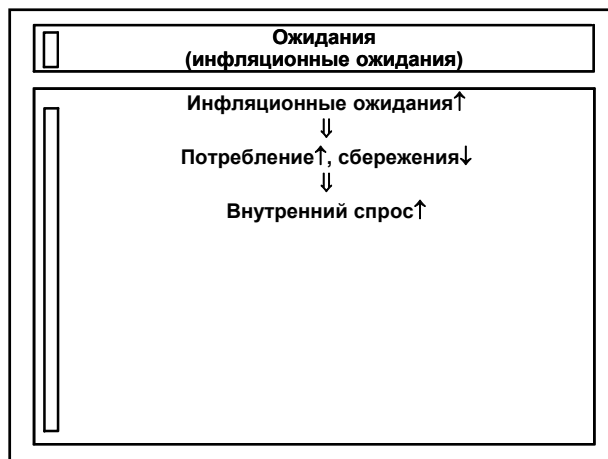 Ожидания
(инфляционные ожидания)
Инфляционные ожидания↑
⇓
Потребление↑, сбережения↓
⇓
Внутренний спрос↑